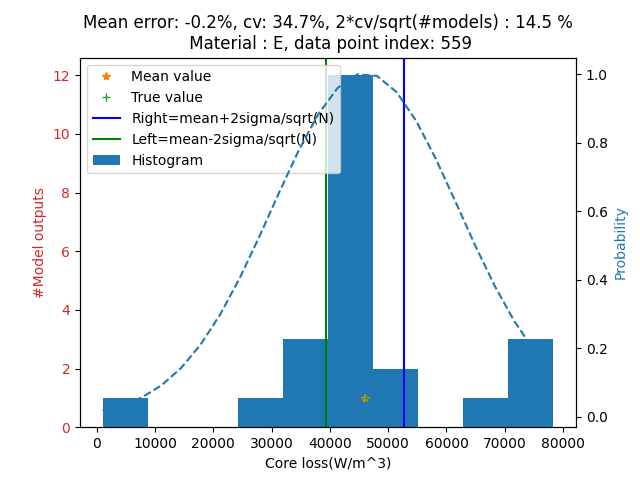 Mean error: -0.2%, cv: 34.7%, 2*cv/sqrt(#models) : 14.5 %
Material : E, data point index: 559
Mean value
True value
Right=mean+2sigma/sqrt(N)
Left=mean-2sigma/sqrt(N)
Histogram
12
10
8
6
4
2
0
#Model outputs
1.0
0.8
0.6
0.4
0.2
0.0
Probability
0 10000 20000 30000 40000 50000 60000 70000 80000
Core loss(W/m^3)